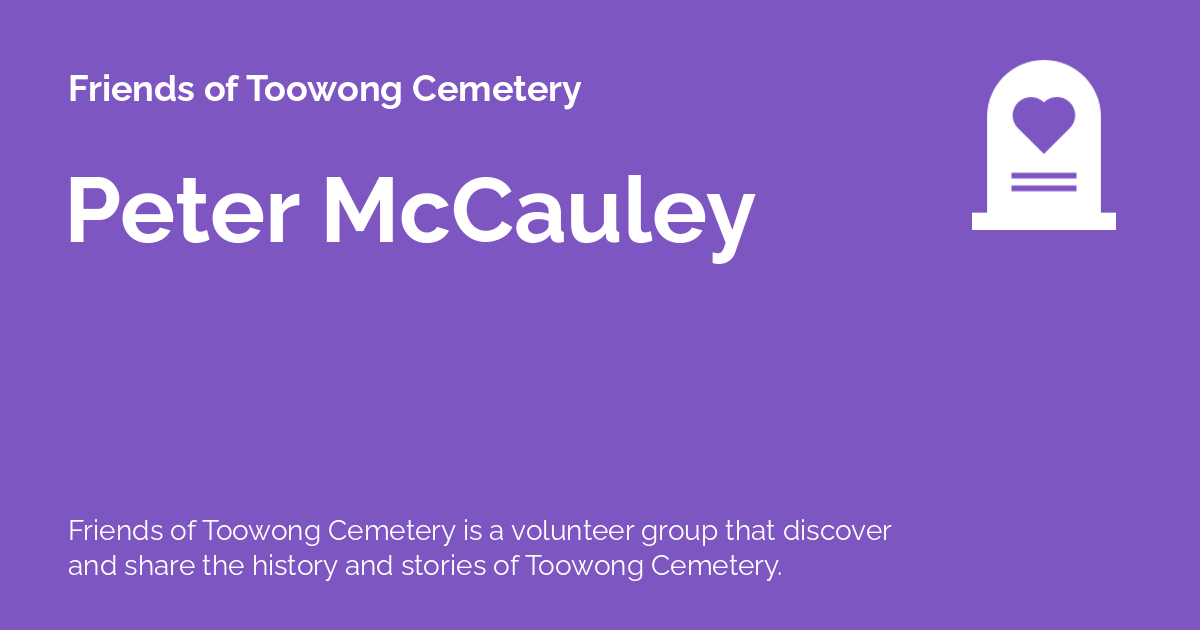 Friends of Toowong Cemetery
Peter McCauley
Friends of Toowong Cemetery is a volunteer group that discover
and share the history and stories of Toowong Cemetery.